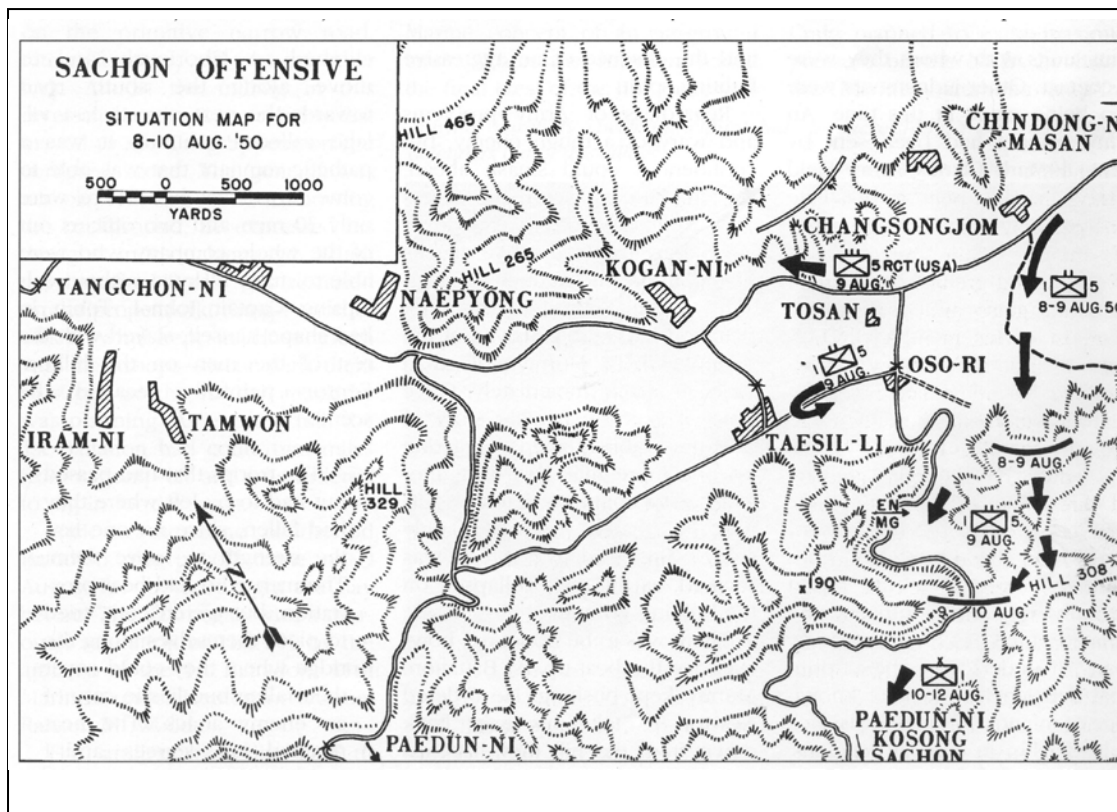 SACHON OFFENSIVE
SITUATION MAP FOR
8-10 AUG. '50
500 0 500 1000
YARDS
HILL 465
CHINDONG-N
MASAN
CHANGSONGJOM
5 RCT (USA)
9 AUG.
1 5
8-9 AUG. 50
YANGCHON-NI
HILL 265
NAEPYONG
KOGAN-NI
TOSAN
1 5
9 AUG.
OSO-RI
IRAM-NI
TAMWON
TAESIL-LI
8-9 AUG.
HILL
329
EN
MG
1 5
9 AUG.
190
HILL 308
9-10 AUG.
X
1
10-12 AUG.
PAEDUN-NI
KOSONG
SACHON
PAEDUN-NI